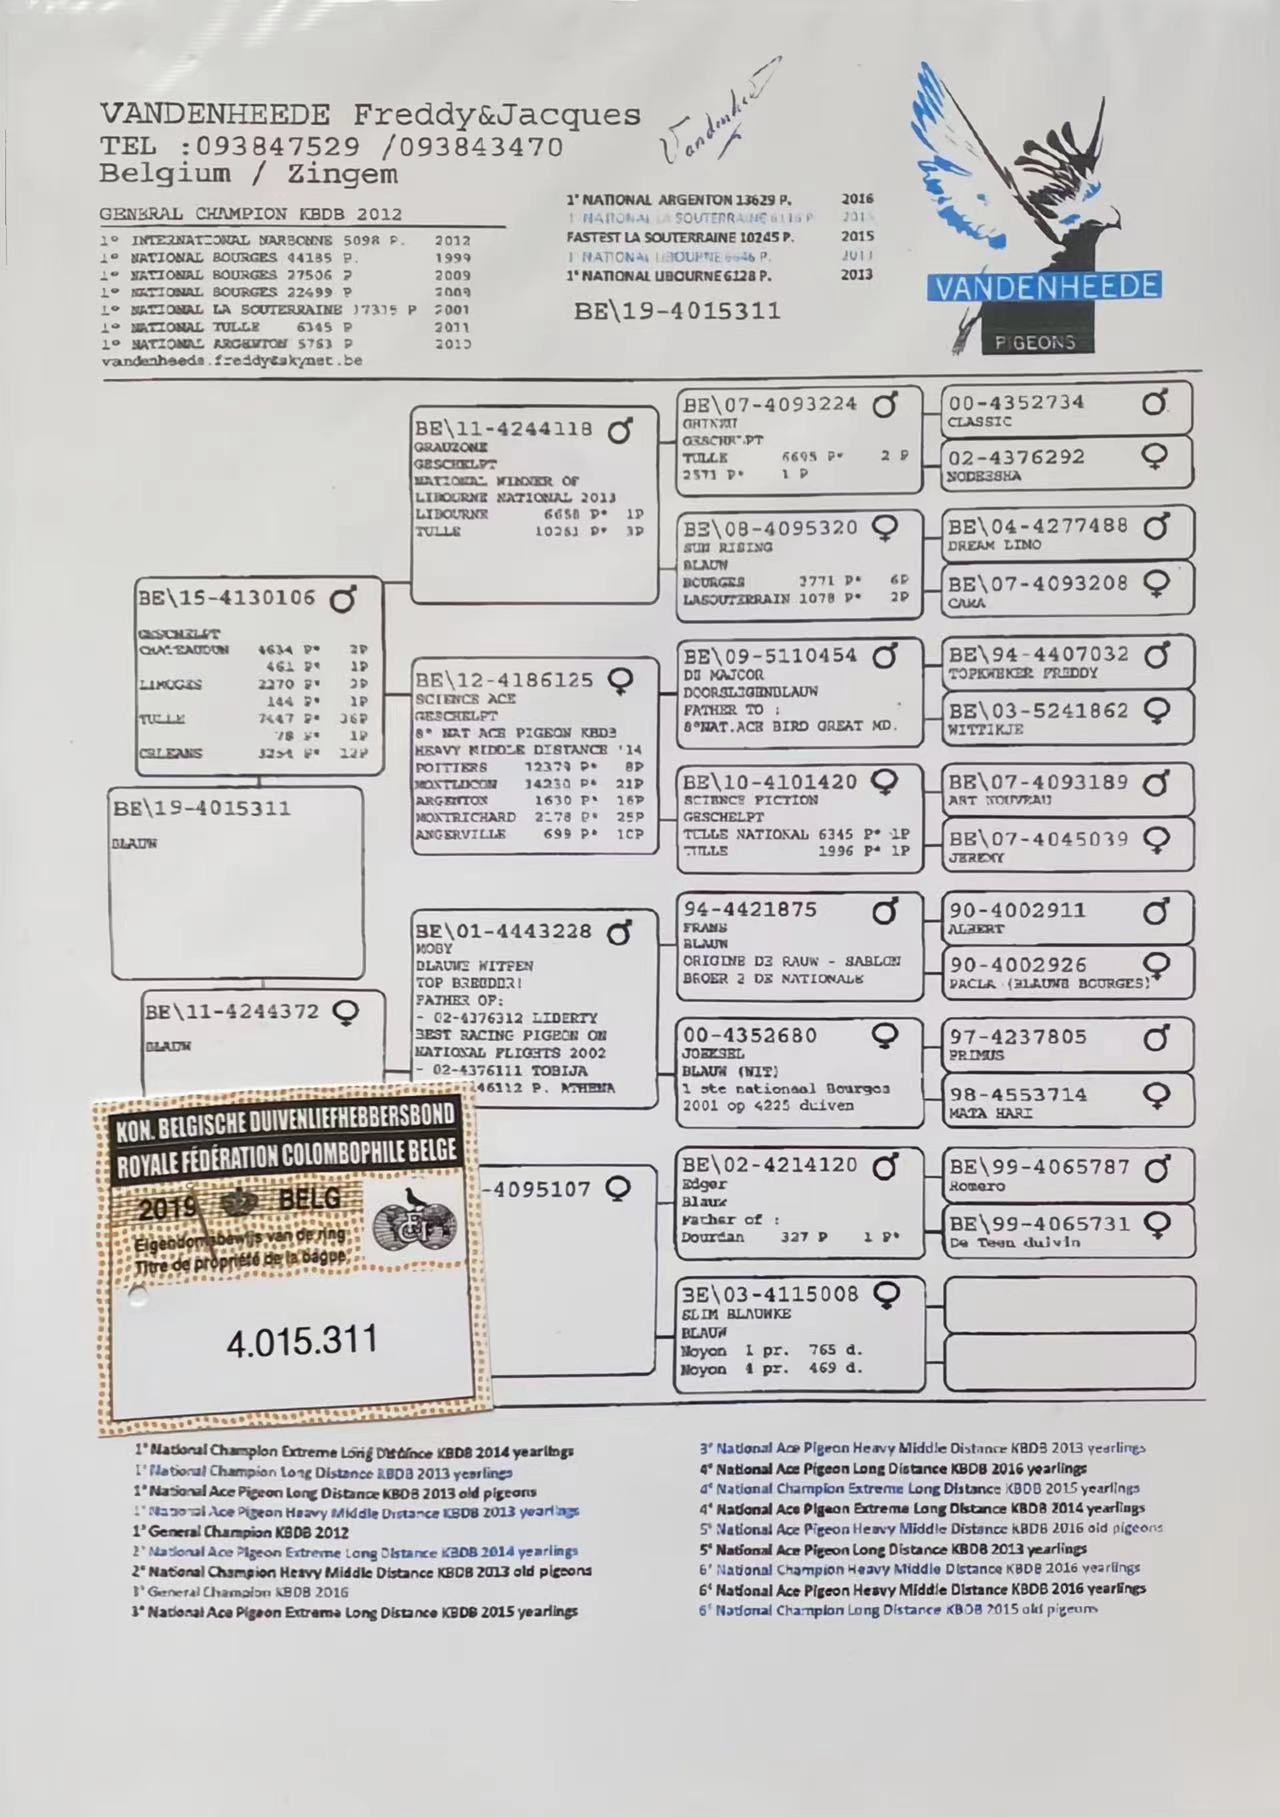 VANDENHEEDE Freddy&Jacques
TEL :093847529 /093843470
Belgium / Zingem
Vandenheede
GENERAL CHAMPION KBDB 2012
1º INTERNATIONAL NARBONNE 5098 P. 2012
1º NATIONAL BOURGES 44185 P. 1999
1º NATIONAL BOURGES 27506 P 2009
1º NATIONAL BOURGES 22499 P 2009
1º NATIONAL LA SOUTERRAINE 17315 P 2001
1º NATIONAL TULLE 6345 P 2011
1º NATIONAL ARGENTON 5763 P
vandenheede.freddy@skynet.be
1° NATIONAL ARGENTON 13629 P. 2016
1 NATIONAL LA SOUTERRAINE 6116 P
FASTEST LA SOUTERRAINE 10245 P. 2015
1 NATIONAL LIBOURNE 6646 P.
1° NATIONAL LIBOURNE 6128 P. 2013
BE\19-4015311
VANDENHEEDE
PIGEONS
BE\19-4015311
BLAUW
BE\15-4130106 ♂
GESCHELPT
CHATEAUDUN 4634 P* 2P
461 P* 1P
LIMOGES 2270 P* 3P
144 P* 1P
TULLE 7447 P* 36P
78 P* 1P
ORLEANS 3254 P* 12P
BE\11-4244372 ♀
BLAUW
BE\11-4244118 ♂
GRAUZONE
GESCHELPT
NATIONAL WINNER OF
LIBOURNE NATIONAL 2013
LIBOURNE 6658 P* 1P
TULLE 10261 P* 3P
BE\12-4186125 ♀
SCIENCE ACE
GESCHELPT
8° NAT ACE PIGEON KBDB
HEAVY MIDDLE DISTANCE '14
POITIERS 12379 P* 8P
MONTLUCON 14230 P* 21P
ARGENTON 1630 P* 16P
MONTRICHARD 2178 P* 25P
ANGERVILLE 699 P* 10P
BE\01-4443228 ♂
MOBY
BLAUWE WITPEN
TOP BREEDER!
FATHER OF:
- 02-4376312 LIBERTY
BEST RACING PIGEON ON
NATIONAL FLIGHTS 2002
- 02-4376111 TOBIJA
46112 P. ATHENA
-4095107 ♀
BE\07-4093224 ♂
GESCHELPT
TULLE 6695 P* 2 P
2571 P* 1 P
BE\08-4095320 ♀
SUN RISING
BLAUW
BOURGES 3771 P* 6P
LASOUTERRAIN 1078 P* 2P
BE\09-5110454 ♂
DE MAJOOR
DOORSLEGENBLAUW
FATHER TO :
8°NAT.ACE BIRD GREAT MD.
BE\10-4101420 ♀
SCIENCE FICTION
GESCHELPT
TULLE NATIONAL 6345 P* 1P
TULLE 1996 P* 1P
94-4421875 ♂
FRANS
BLAUW
ORIGINE DE RAUW - SABLON
BROER 2 DE NATIONALE
00-4352680 ♀
JOEKSEL
BLAUW (WIT)
1 ste nationaal Bourges
2001 op 4225 duiven
BE\02-4214120 ♂
Edger
Blauw
Father of :
Dourdan 327 P 1 P*
BE\03-4115008 ♀
SLIM BLAUWKE
BLAUW
Noyon 1 pr. 765 d.
Noyon 4 pr. 469 d.
00-4352734 ♂
CLASSIC
02-4376292 ♀
NODEESHA
BE\04-4277488 ♂
DREAM LINO
BE\07-4093208 ♀
CARA
BE\94-4407032 ♂
TOPKWEKER FREDDY
BE\03-5241862 ♀
WITTIKJE
BE\07-4093189 ♂
ART NOUVEAU
BE\07-4045039 ♀
JEREMY
90-4002911 ♂
ALBERT
90-4002926 ♀
PAOLA (BLAUWE BOURGES)
97-4237805 ♂
PRIMUS
98-4553714 ♀
MATA HARI
BE\99-4065787 ♂
Romero
BE\99-4065731 ♀
De Teen duivin
KON. BELGISCHE DUIVENLIEFHEBBERSBOND
ROYALE FÉDÉRATION COLOMBOPHILE BELGE
2019 BELG
Eigendomsbewijs van de ring
Titre de propriété de la bague
4.015.311
1° National Champion Extreme Long Distance KBDB 2014 yearlings
1° National Champion Long Distance KBDB 2013 yearlings
1° National Ace Pigeon Long Distance KBDB 2013 old pigeons
1° National Ace Pigeon Heavy Middle Distance KBDB 2013 yearlings
1° General Champion KBDB 2012
2° National Ace Pigeon Extreme Long Distance KBDB 2014 yearlings
2° National Champion Heavy Middle Distance KBDB 2013 old pigeons
3° General Champion KBDB 2016
3° National Ace Pigeon Extreme Long Distance KBDB 2015 yearlings
3° National Ace Pigeon Heavy Middle Distance KBDB 2013 yearlings
4° National Ace Pigeon Long Distance KBDB 2016 yearlings
4° National Champion Extreme Long Distance KBDB 2015 yearlings
4° National Ace Pigeon Extreme Long Distance KBDB 2014 yearlings
5° National Ace Pigeon Heavy Middle Distance KBDB 2016 old pigeons
5° National Ace Pigeon Long Distance KBDB 2013 yearlings
6° National Champion Heavy Middle Distance KBDB 2016 yearlings
6° National Ace Pigeon Heavy Middle Distance KBDB 2016 yearlings
6° National Champion Long Distance KBDB 2015 old pigeons